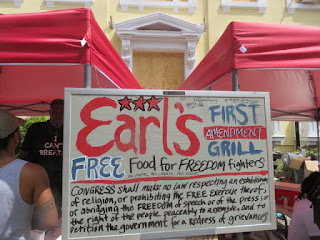 Earl's FIRST
AMENDMENT
GRILL
FREE Food for FREEDOM fighters
CONGRESS shall make no law respecting an establishment
of religion, or prohibiting the FREE exercise thereof,
or abridging the FREEDOM of speech or of the press or
the right of the people peaceably to assemble, and to
petition the government for a redress of grievances.
I
CAN'T
BREATHE